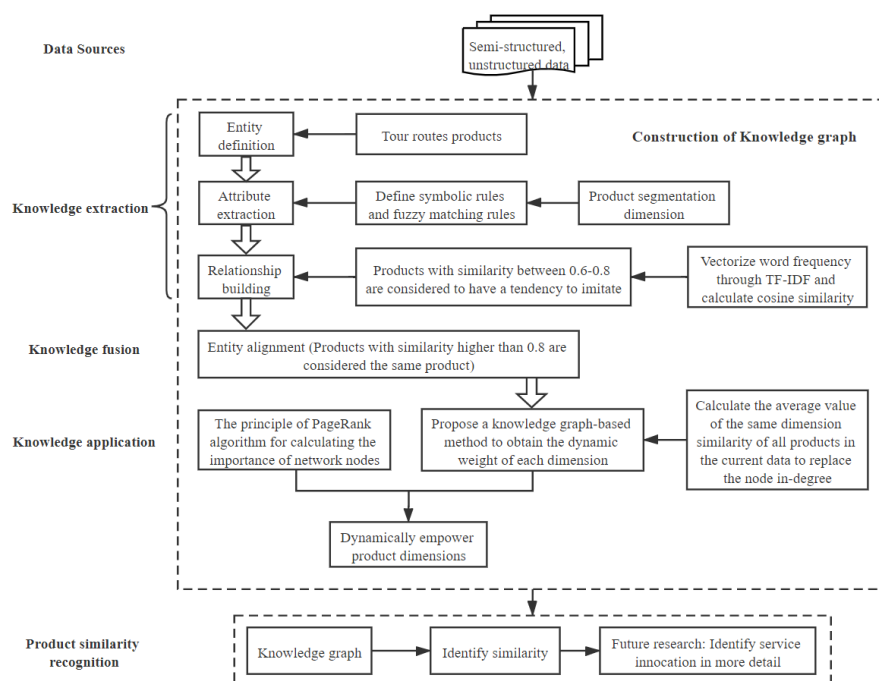 Data Sources
Semi-structured,
unstructured data
Construction of Knowledge graph
Knowledge extraction
Entity
definition
Tour routes products
Attribute
extraction
Define symbolic rules
and fuzzy matching rules
Product segmentation
dimension
Relationship
building
Products with similarity between 0.6-0.8
are considered to have a tendency to imitate
Vectorize word frequency
through TF-IDF and
calculate cosine similarity
Knowledge fusion
Entity alignment (Products with similarity higher than 0.8 are
considered the same product)
Knowledge application
The principle of PageRank
algorithm for calculating the
importance of network nodes
Propose a knowledge graph-based
method to obtain the dynamic
weight of each dimension
Calculate the average value
of the same dimension
similarity of all products in
the current data to replace
the node in-degree
Dynamically empower
product dimensions
Product similarity
recognition
Knowledge graph
Identify similarity
Future research: Identify service
innocation in more detail